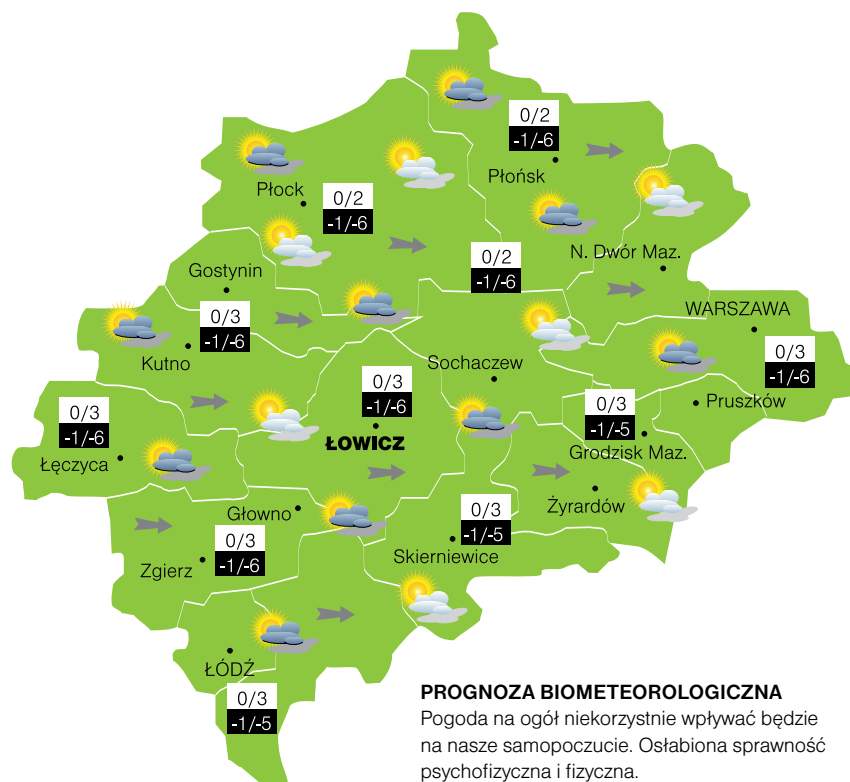 0/2
-1/-6
Płońsk
Płock
0/2
-1/-6
0/2
-1/-6
N. Dwór Maz.
Gostynin
0/3
-1/-6
Kutno
WARSZAWA
0/3
-1/-6
Sochaczew
0/3
-1/-6
ŁOWICZ
Pruszków
0/3
-1/-5
Grodzisk Maz.
0/3
-1/-6
Łęczyca
Żyrardów
Głowno
0/3
-1/-5
Skierniewice
0/3
-1/-6
Zgierz
ŁÓDŹ
0/3
-1/-5
PROGNOZA BIOMETEOROLOGICZNA
Pogoda na ogół niekorzystnie wpływać będzie
na nasze samopoczucie. Osłabiona sprawność
psychofizyczna i fizyczna.